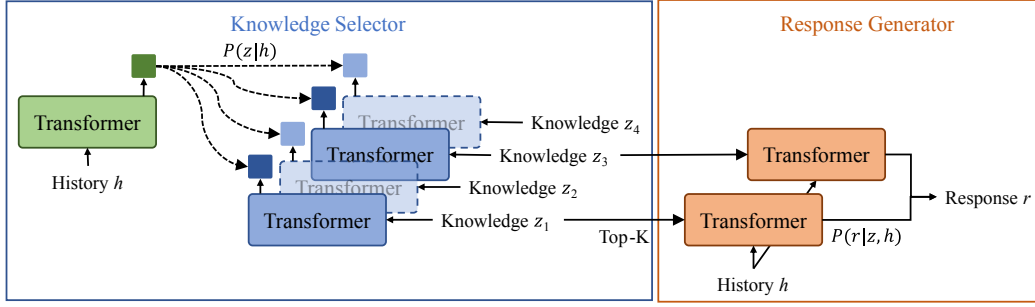 Knowledge Selector
Response Generator
P(z|h)
Transformer
History h
Transformer
Knowledge z4
Transformer
Knowledge z3
Transformer
Knowledge z2
Transformer
Knowledge z1
Top-K
Transformer
Transformer
Response r
P(r|z, h)
History h